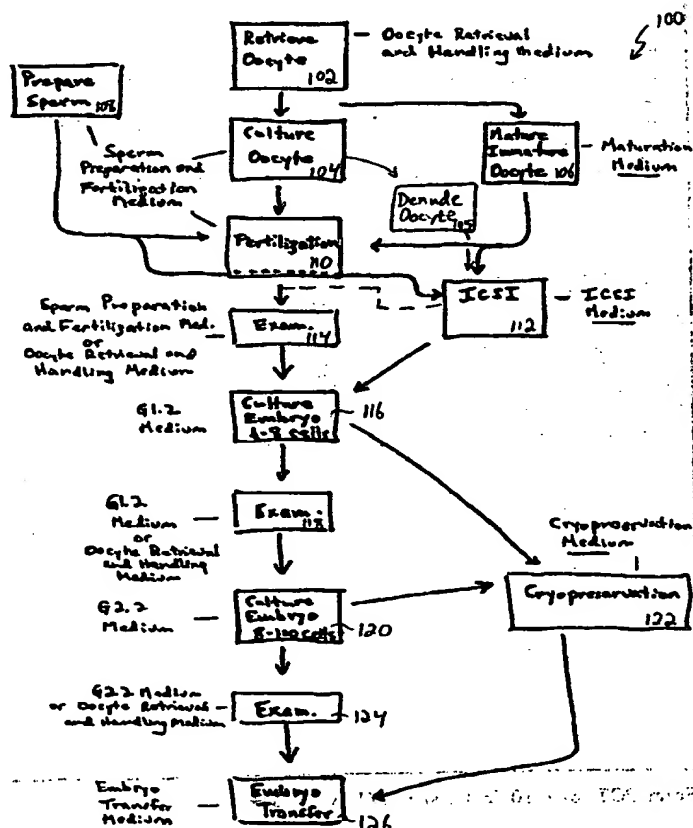 100
Retrieve
Oocyte
102
Oocyte Retrieval
and Handling Medium
Prepare
Sperm
108
Sperm
Preparation and
Fertilization
Medium
Culture
Oocyte
104
Mature
Immature
Oocyte 106
Maturation
Medium
Denude
Oocyte
105
Fertilization
110
ICSI
112
ICSI
Medium
Sperm Preparation
and Fertilization Med.
or
Oocyte Retrieval and
Handling Medium
Exam.
114
G1.2
Medium
Culture
Embryo
1-8 cells
116
G1.2
Medium
or
Oocyte Retrieval
and Handling
Medium
Exam.
118
Cryopreservation
Medium
Cryopreservation
122
G2.2
Medium
Culture
Embryo
8-100 cells
120
G2.2 Medium
or Oocyte Retrieval
and Handling Medium
Exam.
124
Embryo
Transfer
Medium
Embryo
Transfer
126